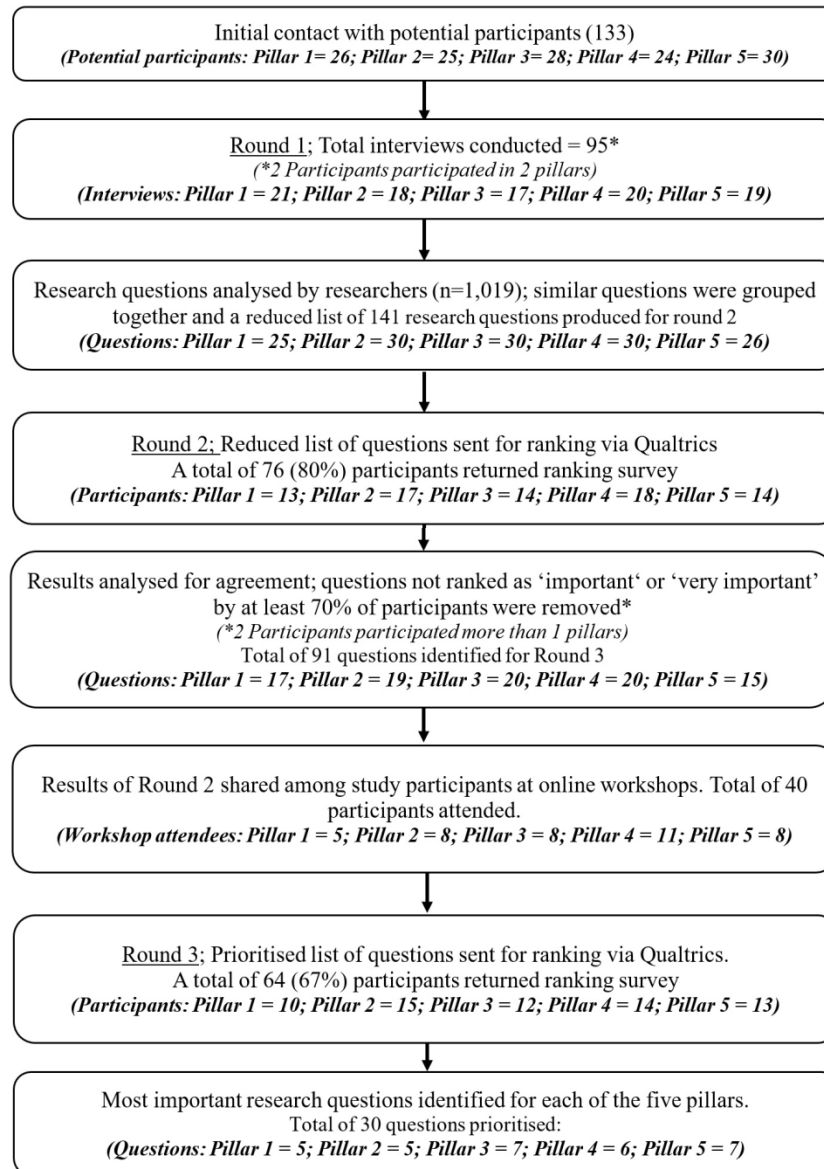 Initial contact with potential participants (133)
(Potential participants: Pillar 1= 26; Pillar 2= 25; Pillar 3= 28; Pillar 4= 24; Pillar 5= 30)
Round 1; Total interviews conducted = 95*
(*2 Participants participated in 2 pillars)
(Interviews: Pillar 1 = 21; Pillar 2 = 18; Pillar 3 = 17; Pillar 4 = 20; Pillar 5 = 19)
Research questions analysed by researchers (n=1,019); similar questions were grouped
together and a reduced list of 141 research questions produced for round 2
(Questions: Pillar 1 = 25; Pillar 2 = 30; Pillar 3 = 30; Pillar 4 = 30; Pillar 5 = 26)
Round 2; Reduced list of questions sent for ranking via Qualtrics
A total of 76 (80%) participants returned ranking survey
(Participants: Pillar 1 = 13; Pillar 2 = 17; Pillar 3 = 14; Pillar 4 = 18; Pillar 5 = 14)
Results analysed for agreement; questions not ranked as ‘important‘ or ‘very important’
by at least 70% of participants were removed*
(*2 Participants participated more than 1 pillars)
Total of 91 questions identified for Round 3
(Questions: Pillar 1 = 17; Pillar 2 = 19; Pillar 3 = 20; Pillar 4 = 20; Pillar 5 = 15)
Results of Round 2 shared among study participants at online workshops. Total of 40
participants attended.
(Workshop attendees: Pillar 1 = 5; Pillar 2 = 8; Pillar 3 = 8; Pillar 4 = 11; Pillar 5 = 8)
Round 3; Prioritised list of questions sent for ranking via Qualtrics.
A total of 64 (67%) participants returned ranking survey
(Participants: Pillar 1 = 10; Pillar 2 = 15; Pillar 3 = 12; Pillar 4 = 14; Pillar 5 = 13)
Most important research questions identified for each of the five pillars.
Total of 30 questions prioritised:
(Questions: Pillar 1 = 5; Pillar 2 = 5; Pillar 3 = 7; Pillar 4 = 6; Pillar 5 = 7)